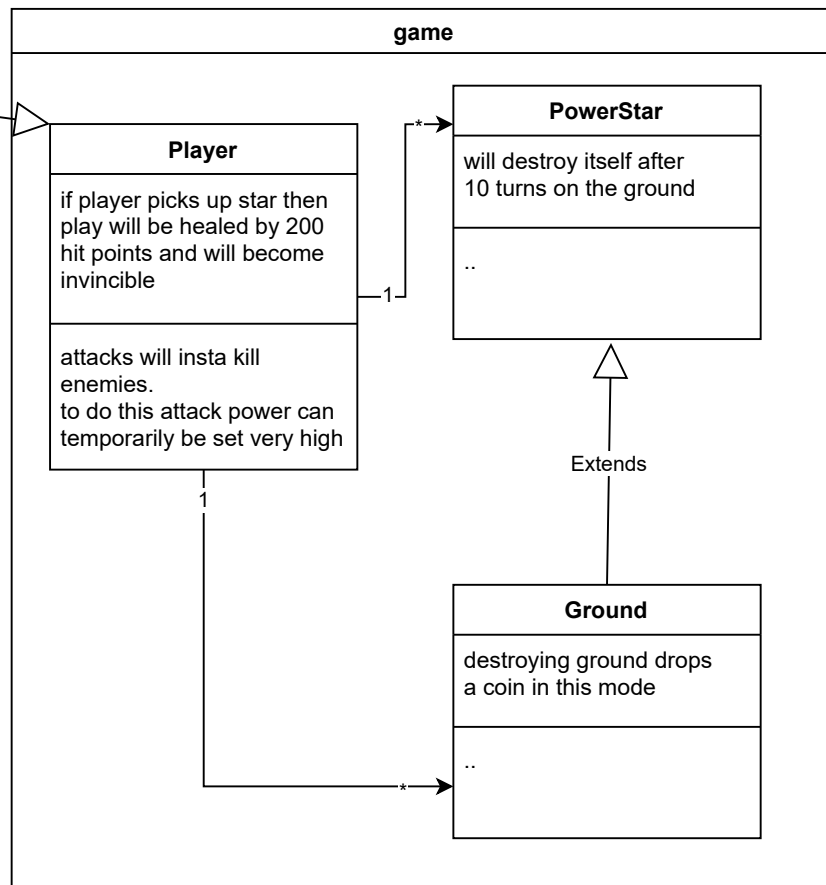 game
Player
if player picks up star then
play will be healed by 200
hit points and will become
invincible
attacks will insta kill
enemies.
to do this attack power can
temporarily be set very high
1
*
PowerStar
will destroy itself after
10 turns on the ground
..
Extends
1
*
Ground
destroying ground drops
a coin in this mode
..